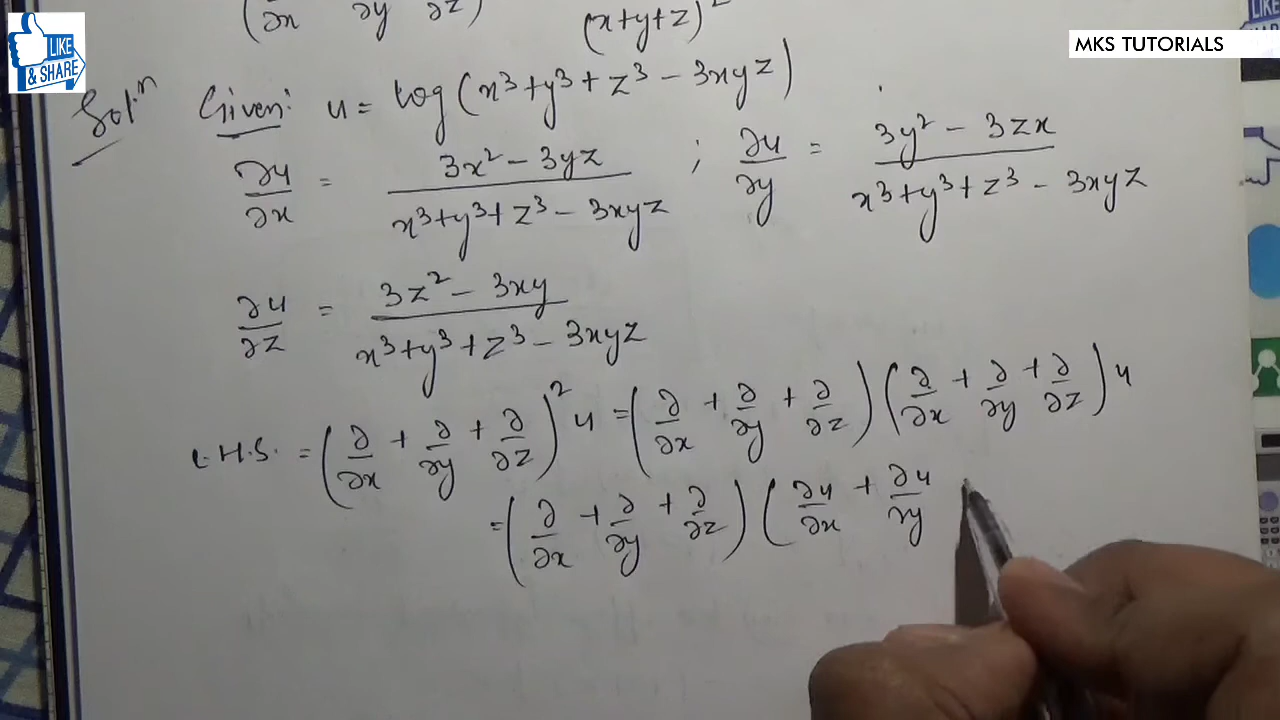 (∂/∂x ∂/∂y ∂/∂z) (x+y+z)²
LIKE & SHARE
MKS TUTORIALS
Solⁿ Given: u = log(x³+y³+z³-3xyz)
∂u/∂x = (3x²-3yz)/(x³+y³+z³-3xyz) ; ∂u/∂y = (3y²-3zx)/(x³+y³+z³-3xyz)
∂u/∂z = (3z²-3xy)/(x³+y³+z³-3xyz)
L.H.S. = (∂/∂x + ∂/∂y + ∂/∂z)² u = (∂/∂x + ∂/∂y + ∂/∂z)(∂/∂x + ∂/∂y + ∂/∂z) u
= (∂/∂x + ∂/∂y + ∂/∂z)(∂u/∂x + ∂u/∂y